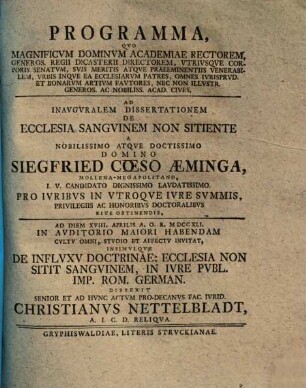 PROGRAMMA,
QVO
MAGNIFICVM DOMINVM ACADEMIAE RECTOREM,
GENEROS. REGII DICASTERII DIRECTOREM, VTRIVSQVE COR-
PORIS SENATVM, SVIS MERITIS ATQVE PRAEEMINENTIIS VENERABI-
LEM, VRBIS INQVE EA ECCLESIARVM PATRES, OMNES IVRISPRVD.
ET BONARVM ARTIVM FAVTORES, NEC NON ILLVSTR.
GENEROS. AC NOBILISS. ACAD. CIVES,
AD
INAVGVRALEM DISSERTATIONEM
DE
ECCLESIA SANGVINEM NON SITIENTE
A
NOBILISSIMO ATQVE DOCTISSIMO
DOMINO
SIEGFRIED CŒSO ÆMINGA,
MOLZENA-MEGAPOLITANO,
I. V. CANDIDATO DIGNISSIMO LAVDATISSIMO.
PRO IVRIBVS IN VTROQVE IVRE SVMMIS,
PRIVILEGIIS AC HONORIBVS DOCTORALIBVS
RITE OBTINENDIS,
AD DIEM XVIII. APRILIS A. O. R. MDCCXLI.
IN AVDITORIO MAIORI HABENDAM
CVLTV OMNI, STVDIO ET AFFECTV INVITAT,
INSIMVLQVE
DE INFLVXV DOCTRINAE: ECCLESIA NON
SITIT SANGVINEM, IN IVRE PVBL.
IMP. ROM. GERMAN.
DISSERIT
SENIOR ET AD HVNC ACTVM PRO-DECANVS FAC. IVRID.
CHRISTIANVS NETTELBLADT,
A. I. C. D. RELIQVA.
GRYPHISWALDIAE, LITERIS STRVCKIANAE.